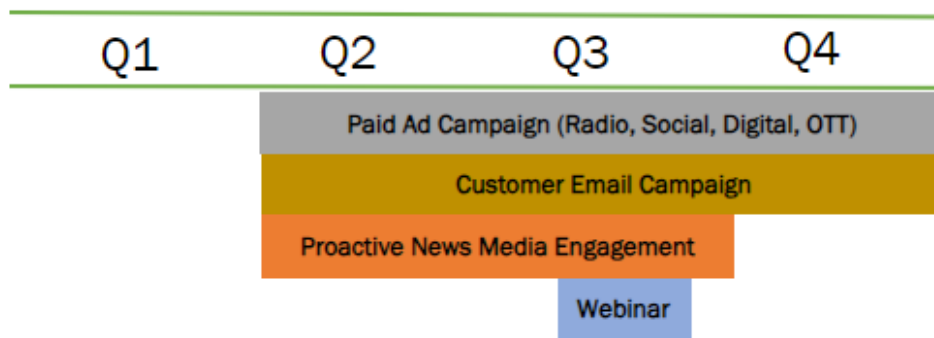 Q1 Q2 Q3 Q4
Paid Ad Campaign (Radio, Social, Digital, OTT)
Customer Email Campaign
Proactive News Media Engagement
Webinar